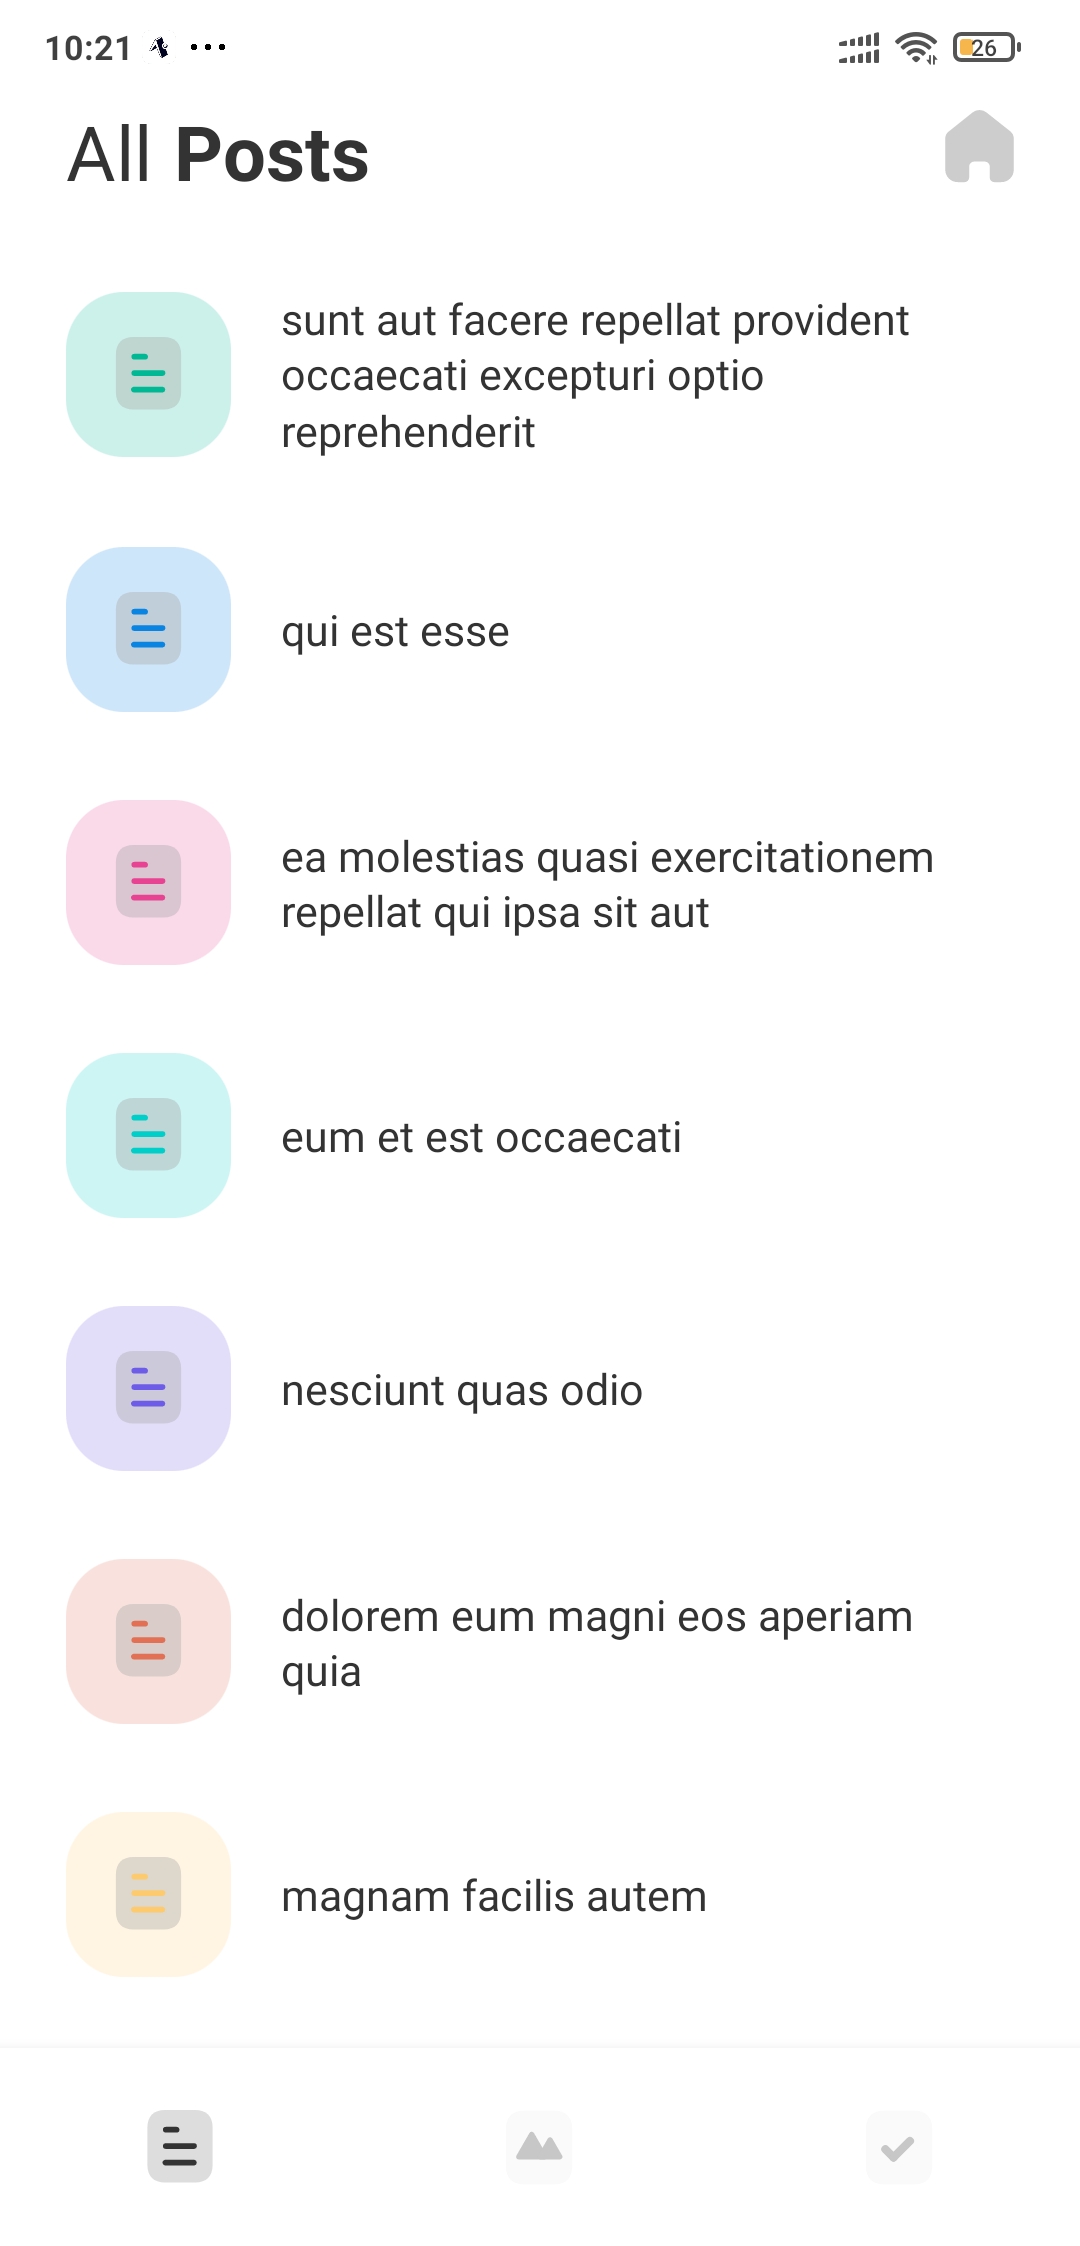 10:21
26
All Posts
sunt aut facere repellat provident
occaecati excepturi optio
reprehenderit
qui est esse
ea molestias quasi exercitationem
repellat qui ipsa sit aut
eum et est occaecati
nesciunt quas odio
dolorem eum magni eos aperiam
quia
magnam facilis autem